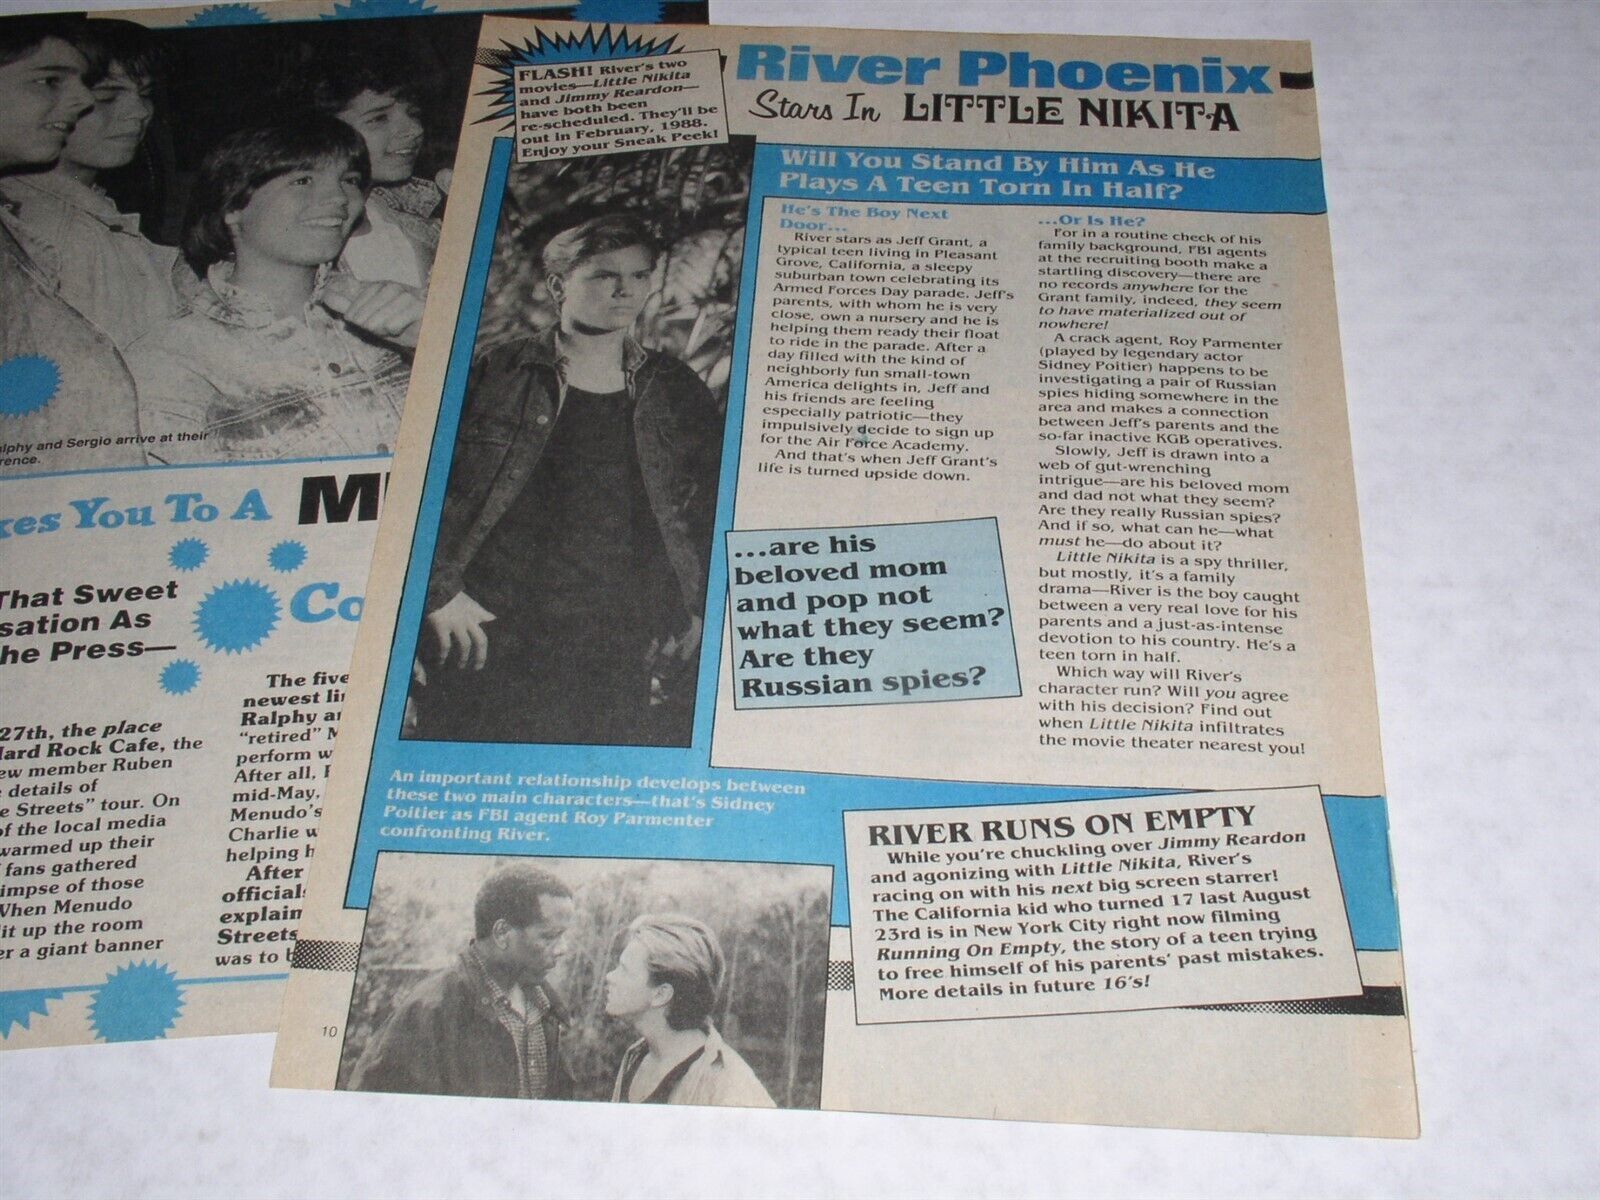 lphy and Sergio arrive at their
rence.
kes You To A M
That Sweet
sation As
he Press—
Co
27th, the place
Hard Rock Cafe, the
ew member Ruben
details of
e Streets" tour. On
of the local media
warmed up their
fans gathered
impse of those
When Menudo
lit up the room
er a giant banner
The five
newest li
Ralphy a
"retired" M
perform w
After all,
mid-May,
Menudo's
Charlie w
helping h
After
official
explain
Streets
was to b
FLASH! River's two
movies—Little Nikita
and Jimmy Reardon—
have both been
re-scheduled. They'll be
out in February, 1988.
Enjoy your Sneak Peek!
River Phoenix
Stars In LITTLE NIKITA
Will You Stand By Him As He
Plays A Teen Torn In Half?
He's The Boy Next
Door...
River stars as Jeff Grant, a
typical teen living in Pleasant
Grove, California, a sleepy
suburban town celebrating its
Armed Forces Day parade. Jeff's
parents, with whom he is very
close, own a nursery and he is
helping them ready their float
to ride in the parade. After a
day filled with the kind of
neighborly fun small-town
America delights in, Jeff and
his friends are feeling
especially patriotic—they
impulsively decide to sign up
for the Air Force Academy.
And that's when Jeff Grant's
life is turned upside down.
...are his
beloved mom
and pop not
what they seem?
Are they
Russian spies?
...Or Is He?
For in a routine check of his
family background, FBI agents
at the recruiting booth make a
startling discovery—there are
no records anywhere for the
Grant family, indeed, they seem
to have materialized out of
nowhere!
A crack agent, Roy Parmenter
(played by legendary actor
Sidney Poitier) happens to be
investigating a pair of Russian
spies hiding somewhere in the
area and makes a connection
between Jeff's parents and the
so-far inactive KGB operatives.
Slowly, Jeff is drawn into a
web of gut-wrenching
intrigue—are his beloved mom
and dad not what they seem?
Are they really Russian spies?
And if so, what can he—what
must he—do about it?
Little Nikita is a spy thriller,
but mostly, it's a family
drama—River is the boy caught
between a very real love for his
parents and a just-as-intense
devotion to his country. He's a
teen torn in half.
Which way will River's
character run? Will you agree
with his decision? Find out
when Little Nikita infiltrates
the movie theater nearest you!
An important relationship develops between
these two main characters—that's Sidney
Poitier as FBI agent Roy Parmenter
confronting River.
RIVER RUNS ON EMPTY
While you're chuckling over Jimmy Reardon
and agonizing with Little Nikita, River's
racing on with his next big screen starrer!
The California kid who turned 17 last August
23rd is in New York City right now filming
Running On Empty, the story of a teen trying
to free himself of his parents' past mistakes.
More details in future 16's!
10